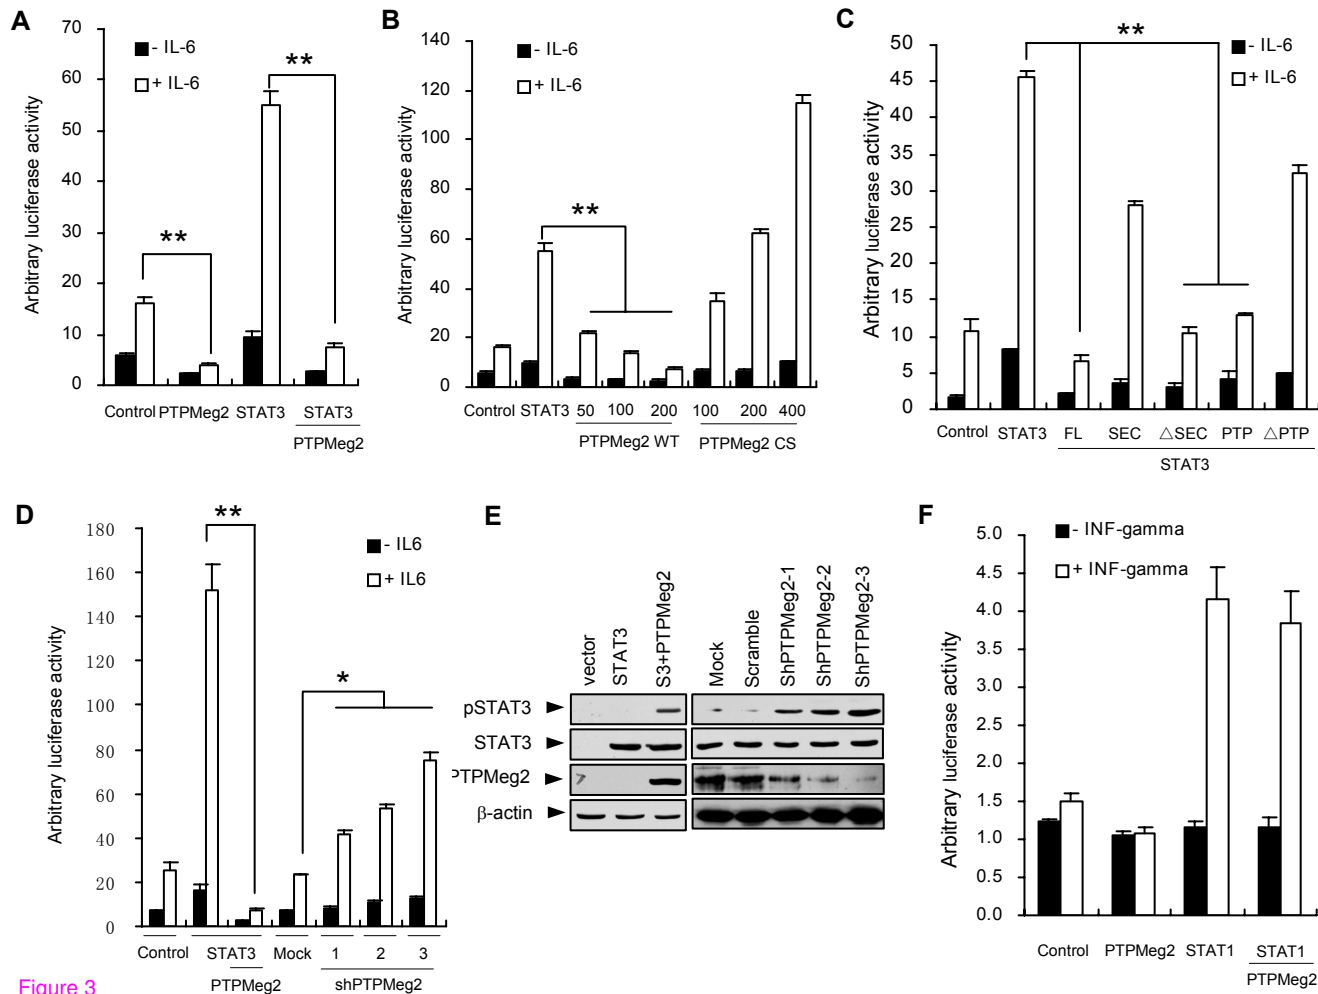 A
70
60
50
40
30
20
10
0
Arbitrary luciferase activity
- IL-6
+ IL-6
**
**
Control PTPMeg2 STAT3 STAT3
PTPMeg2
B
140
120
100
80
60
40
20
0
Arbitrary luciferase activity
- IL-6
+ IL-6
**
Control STAT3 50 100 200 100 200 400
PTPMeg2 WT PTPMeg2 CS
C
50
45
40
35
30
25
20
15
10
5
0
Arbitrary luciferase activity
**
- IL-6
+ IL-6
Control STAT3 FL SEC △SEC PTP △PTP
STAT3
D
180
160
140
120
100
80
60
40
20
0
Arbitrary luciferase activity
**
- IL6
+ IL6
*
Control STAT3 Mock 1 2 3
PTPMeg2 shPTPMeg2
E
vector
STAT3
S3+PTPMeg2
Mock
Scramble
ShPTPMeg2-1
ShPTPMeg2-2
ShPTPMeg2-3
pSTAT3
STAT3
PTPMeg2
β-actin
F
5.0
4.5
4.0
3.5
3.0
2.5
2.0
1.5
1.0
0.5
0.0
Arbitrary luciferase activity
- INF-gamma
+ INF-gamma
Control PTPMeg2 STAT1 STAT1
PTPMeg2
Figure 3